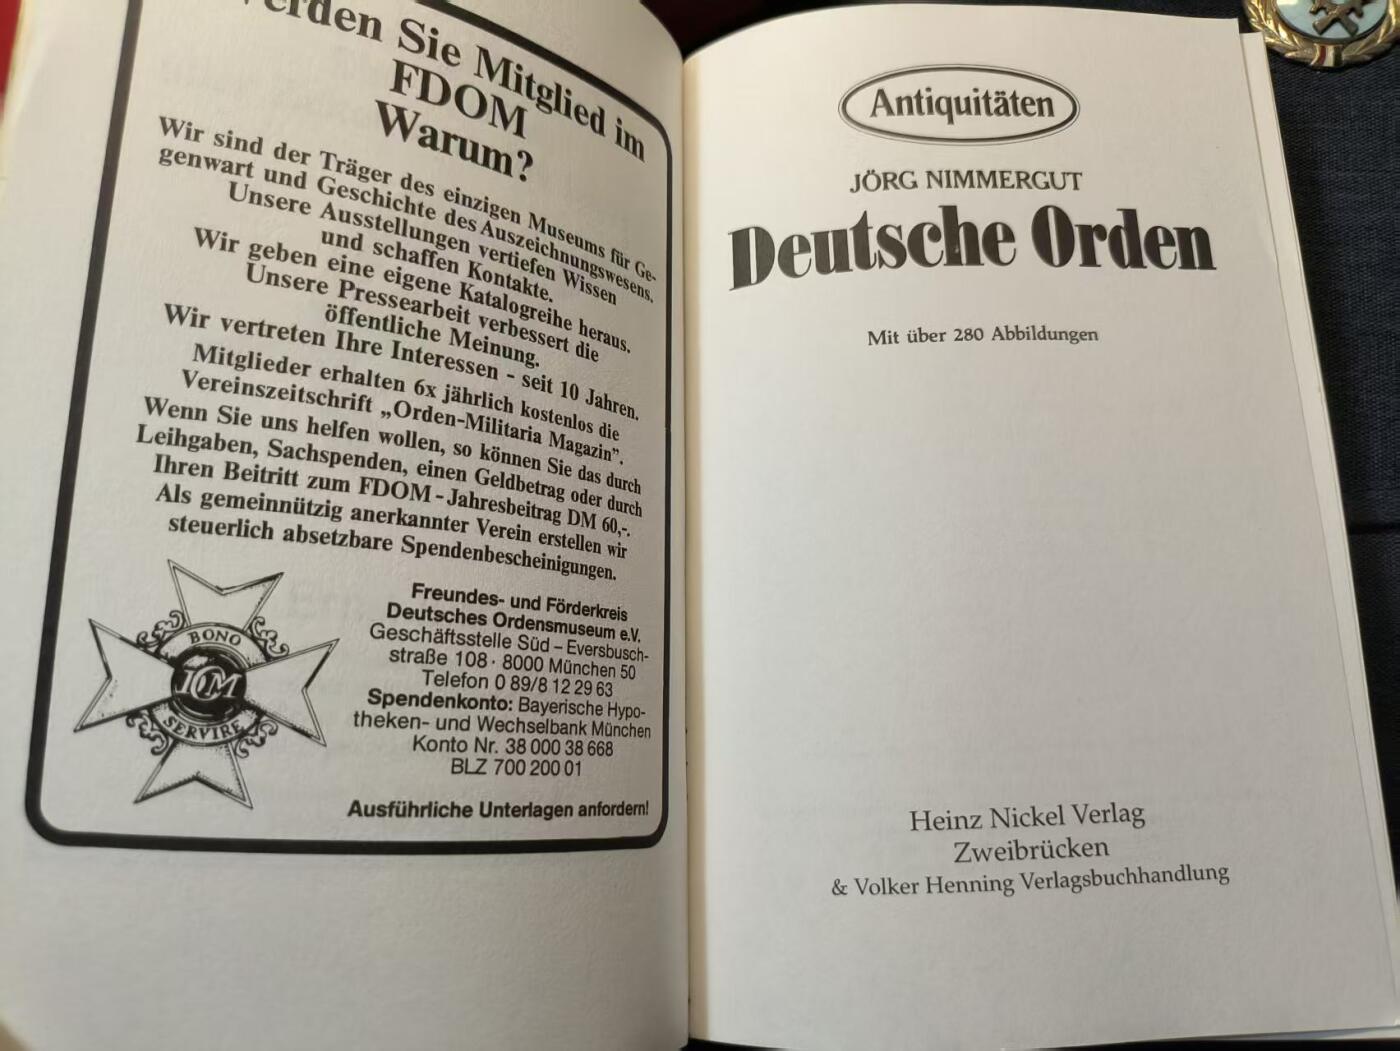 Werden Sie Mitglied im
FDOM
Warum?
Wir sind der Träger des einzigen Museums für Ge-
genwart und Geschichte des Auszeichnungswesens.
Unsere Ausstellungen vertiefen Wissen
und schaffen Kontakte.
Wir geben eine eigene Katalogreihe heraus.
Unsere Pressearbeit verbessert die
öffentliche Meinung.
Wir vertreten Ihre Interessen - seit 10 Jahren.
Mitglieder erhalten 6x jährlich kostenlos die
Vereinszeitschrift „Orden-Militaria Magazin”.
Wenn Sie uns helfen wollen, so können Sie das durch
Leihgaben, Sachspenden, einen Geldbetrag oder durch
Ihren Beitritt zum FDOM - Jahresbeitrag DM 60,-.
Als gemeinnützig anerkannter Verein erstellen wir
steuerlich absetzbare Spendenbescheinigungen.
BONO
SERVIRE
Freundes- und Förderkreis
Deutsches Ordensmuseum e.V.
Geschäftsstelle Süd – Eversbusch-
straße 108 · 8000 München 50
Telefon 0 89/8 12 29 63
Spendenkonto: Bayerische Hypo-
theken- und Wechselbank München
Konto Nr. 38 000 38 668
BLZ 700 200 01
Ausführliche Unterlagen anfordern!
Antiquitäten
JÖRG NIMMERGUT
Deutsche Orden
Mit über 280 Abbildungen
Heinz Nickel Verlag
Zweibrücken
& Volker Henning Verlagsbuchhandlung